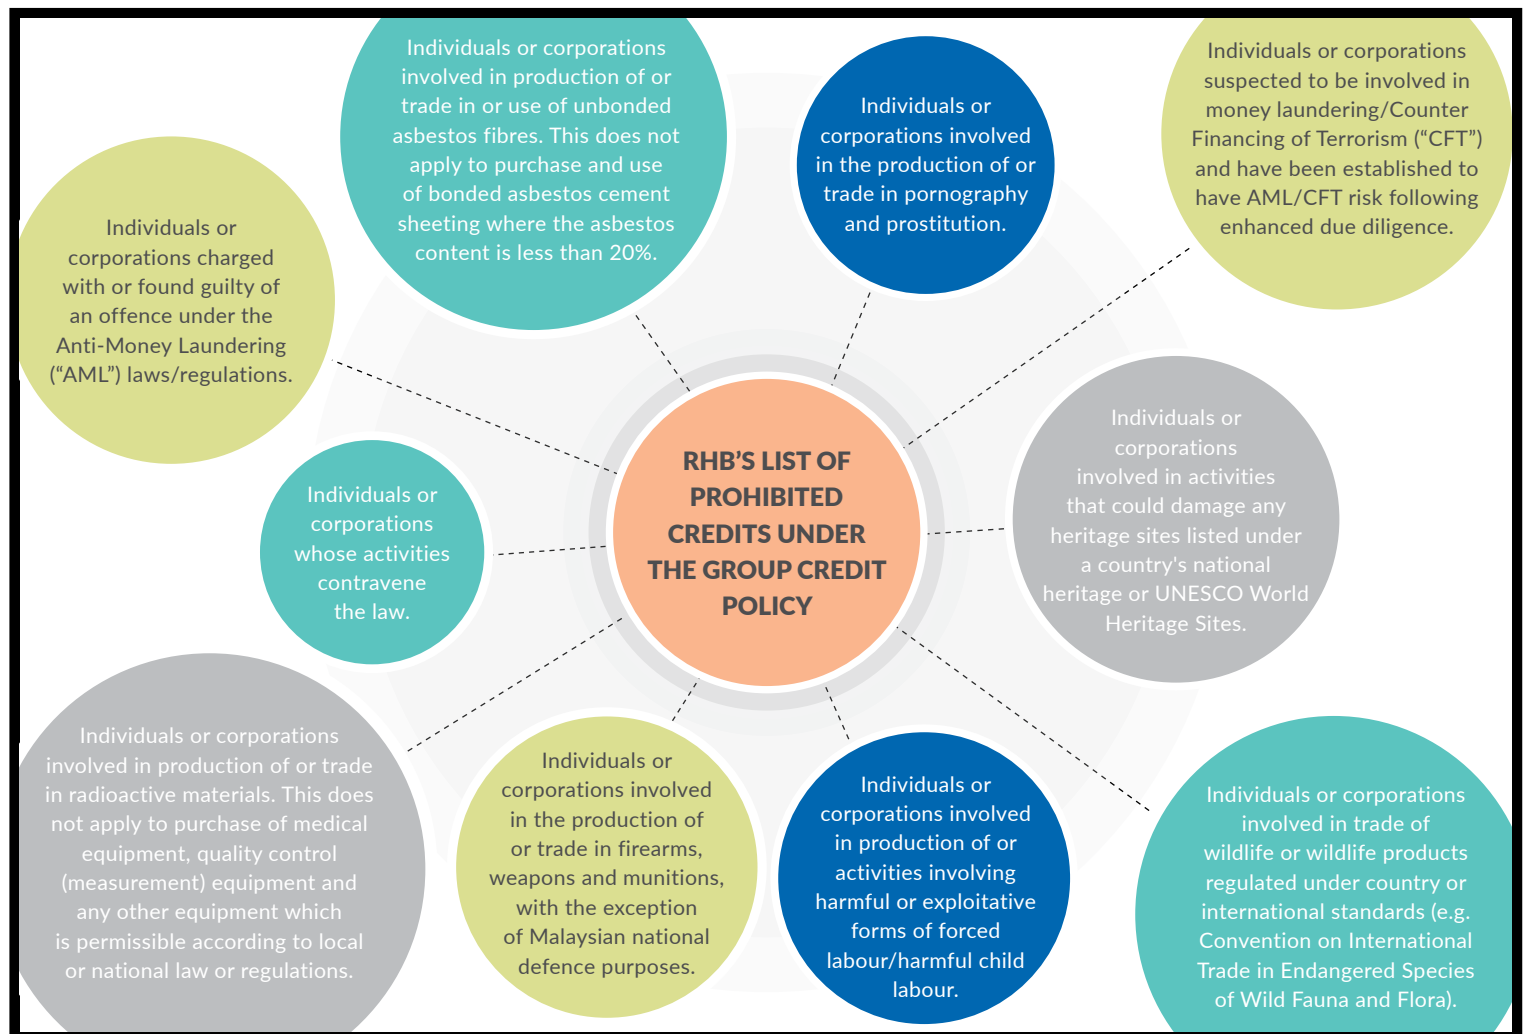 Individuals or corporations
involved in production of or
trade in or use of unbonded
asbestos fibres. This does not
apply to purchase and use
of bonded asbestos cement
sheeting where the asbestos
content is less than 20%.
Individuals or
corporations involved
in the production of or
trade in pornography
and prostitution.
Individuals or corporations
suspected to be involved in
money laundering/Counter
Financing of Terrorism (“CFT”)
and have been established to
have AML/CFT risk following
enhanced due diligence.
Individuals or
corporations charged
with or found guilty of
an offence under the
Anti-Money Laundering
(“AML”) laws/regulations.
RHB’S LIST OF
PROHIBITED
CREDITS UNDER
THE GROUP CREDIT
POLICY
Individuals or
corporations
involved in activities
that could damage any
heritage sites listed under
a country's national
heritage or UNESCO World
Heritage Sites.
Individuals or
corporations
whose activities
contravene
the law.
Individuals or corporations
involved in production of or trade
in radioactive materials. This does
not apply to purchase of medical
equipment, quality control
(measurement) equipment and
any other equipment which
is permissible according to local
or national law or regulations.
Individuals or
corporations involved
in the production of
or trade in firearms,
weapons and munitions,
with the exception
of Malaysian national
defence purposes.
Individuals or
corporations involved
in production of or
activities involving
harmful or exploitative
forms of forced
labour/harmful child
labour.
Individuals or corporations
involved in trade of
wildlife or wildlife products
regulated under country or
international standards (e.g.
Convention on International
Trade in Endangered Species
of Wild Fauna and Flora).